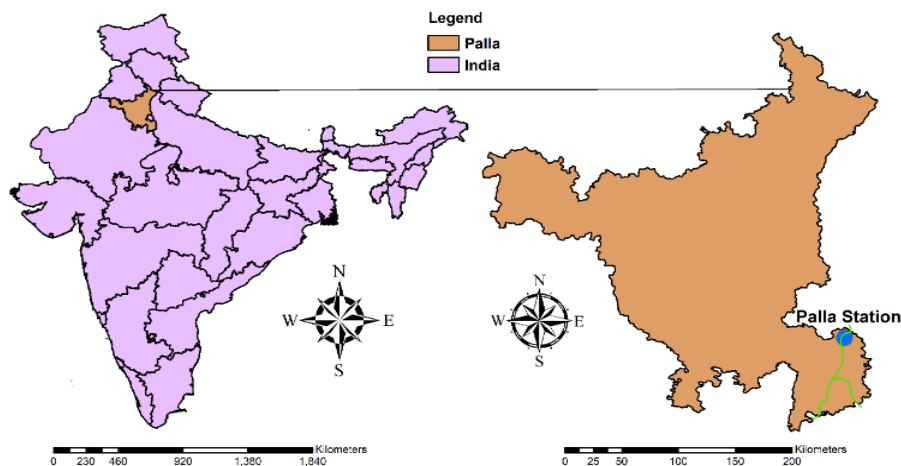 Legend
Palla
India
N
W
E
S
N
W
E
S
Palla Station
Kilometers
0 230 460 920 1,380 1,840
Kilometers
0 25 50 100 150 200